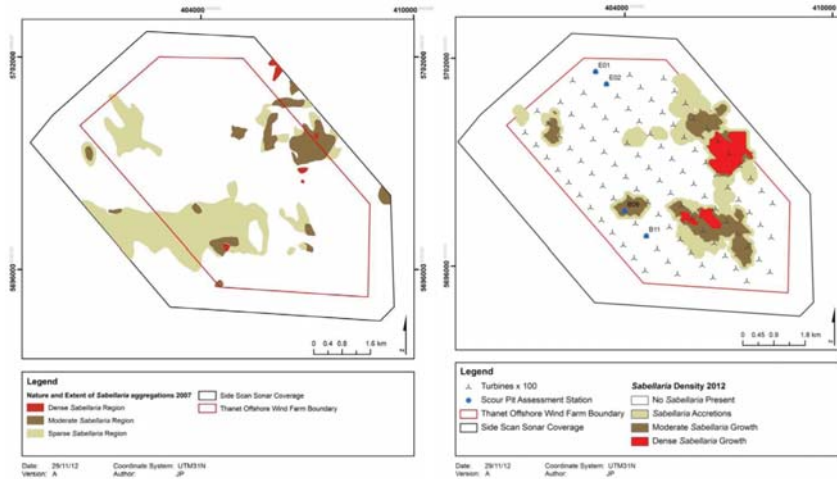 404000
410000
5702000
5702000
5696000
5696000
0 0.4 0.8 1.6 km
Legend
Nature and Extent of Sabellaria aggregations 2007
Dense Sabellaria Region
Moderate Sabellaria Region
Sparse Sabellaria Region
Side Scan Sonar Coverage
Thanet Offshore Wind Farm Boundary
Date: 29/11/12 Coordinate System: UTM31N
Version: A Author: JP
404000
410000
5702000
5696000
E01
E02
B11
0 0.45 0.9 1.8 km
Legend
Turbines x 100
Scour Pit Assessment Station
Thanet Offshore Wind Farm Boundary
Side Scan Sonar Coverage
Sabellaria Density 2012
No Sabellaria Present
Sabellaria Accretions
Moderate Sabellaria Growth
Dense Sabellaria Growth
Date: 29/11/12 Coordinate System: UTM31N
Version: A Author: JP